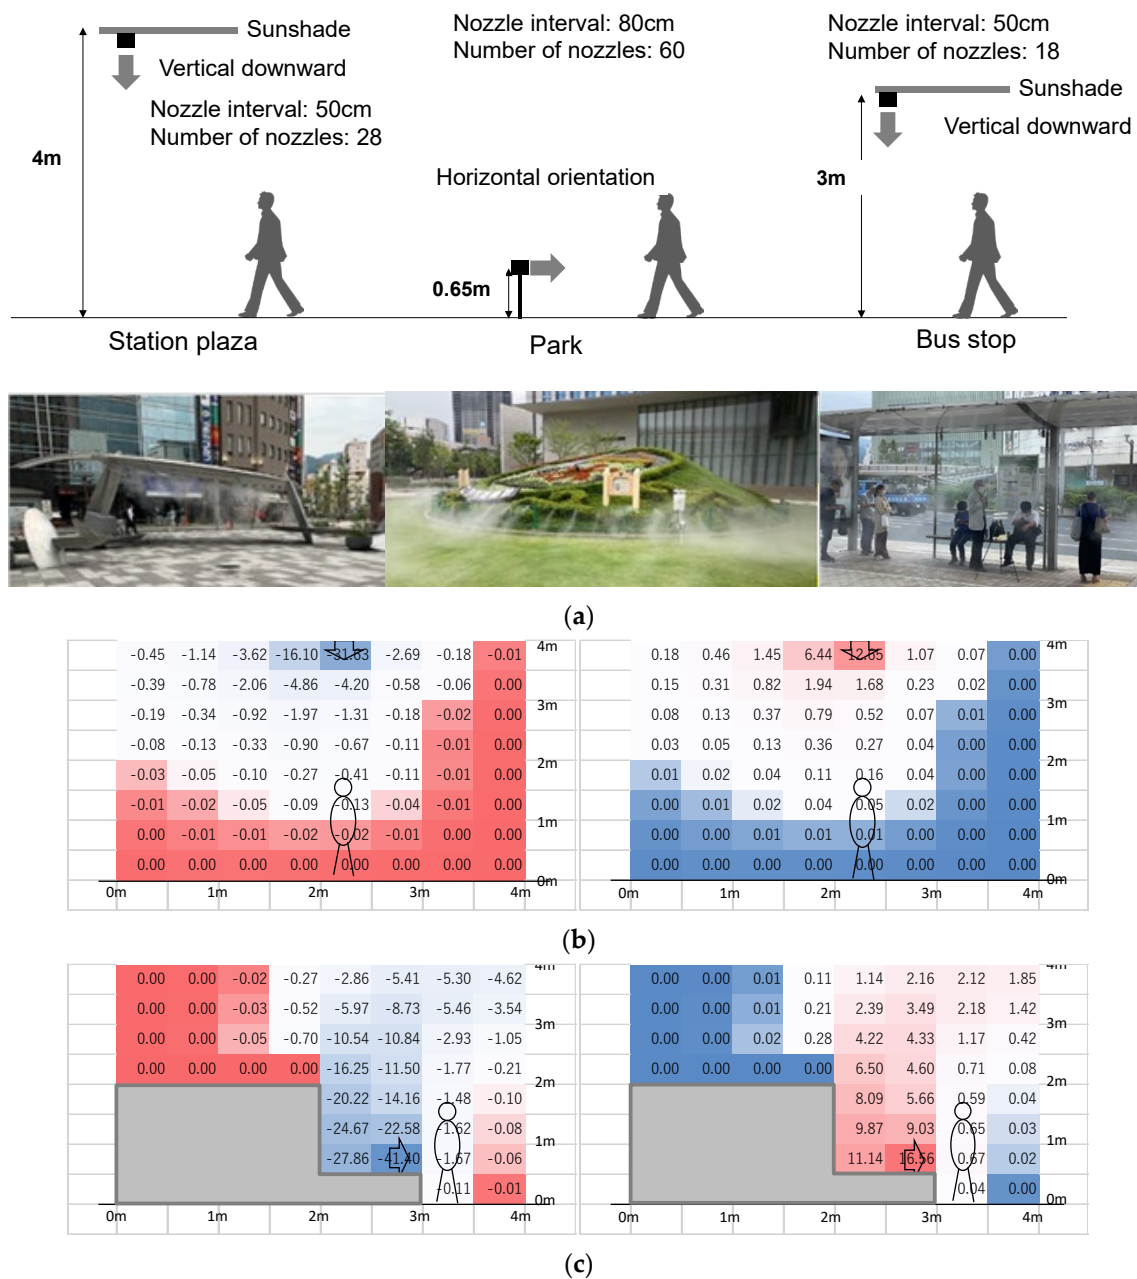 Sunshade
Vertical downward
Nozzle interval: 50cm
Number of nozzles: 28
4m
Station plaza
Nozzle interval: 80cm
Number of nozzles: 60
Horizontal orientation
0.65m
Park
Nozzle interval: 50cm
Number of nozzles: 18
Sunshade
Vertical downward
3m
Bus stop
(a)
-0.45 -1.14 -3.62 -16.10 -31.63 -2.69 -0.18 -0.01 4m
-0.39 -0.78 -2.06 -4.86 -4.20 -0.58 -0.06 0.00
-0.19 -0.34 -0.92 -1.97 -1.31 -0.18 -0.02 0.00 3m
-0.08 -0.13 -0.33 -0.90 -0.67 -0.11 -0.01 0.00
-0.03 -0.05 -0.10 -0.27 -0.41 -0.11 -0.01 0.00 2m
-0.01 -0.02 -0.05 -0.09 -0.13 -0.04 -0.01 0.00
0.00 -0.01 -0.01 -0.02 -0.02 -0.01 0.00 0.00 1m
0.00 0.00 0.00 0.00 0.00 0.00 0.00 0.00 0m
0m 1m 2m 3m 4m
0.18 0.46 1.45 6.44 12.65 1.07 0.07 0.00 4m
0.15 0.31 0.82 1.94 1.68 0.23 0.02 0.00
0.08 0.13 0.37 0.79 0.52 0.07 0.01 0.00 3m
0.03 0.05 0.13 0.36 0.27 0.04 0.00 0.00
0.01 0.02 0.04 0.11 0.16 0.04 0.00 0.00 2m
0.00 0.01 0.02 0.04 0.05 0.02 0.00 0.00
0.00 0.00 0.01 0.01 0.01 0.00 0.00 0.00 1m
0.00 0.00 0.00 0.00 0.00 0.00 0.00 0.00 0m
0m 1m 2m 3m 4m
(b)
0.00 0.00 -0.02 -0.27 -2.86 -5.41 -5.30 -4.62 4m
0.00 0.00 -0.03 -0.52 -5.97 -8.73 -5.46 -3.54
0.00 0.00 -0.05 -0.70 -10.54 -10.84 -2.93 -1.05 3m
0.00 0.00 0.00 0.00 -16.25 -11.50 -1.77 -0.21
-20.22 -14.16 -1.48 -0.10 2m
-24.67 -22.58 -1.62 -0.08
-27.86 -41.40 -1.67 -0.06 1m
-0.11 -0.01 0m
0m 1m 2m 3m 4m
0.00 0.00 0.01 0.11 1.14 2.16 2.12 1.85 4m
0.00 0.00 0.01 0.21 2.39 3.49 2.18 1.42
0.00 0.00 0.02 0.28 4.22 4.33 1.17 0.42 3m
0.00 0.00 0.00 0.00 6.50 4.60 0.71 0.08
8.09 5.66 0.59 0.04 2m
9.87 9.03 0.65 0.03
11.14 16.56 0.67 0.02 1m
0.04 0.00 0m
0m 1m 2m 3m 4m
(c)